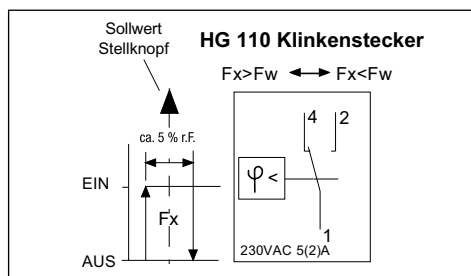 Sollwert
Stellknopf
HG 110 Klinkenstecker
Fx>Fw Fx<Fw
ca. 5 % r.F.
4 2
EIN
φ <
Fx
1
AUS
230VAC 5(2)A